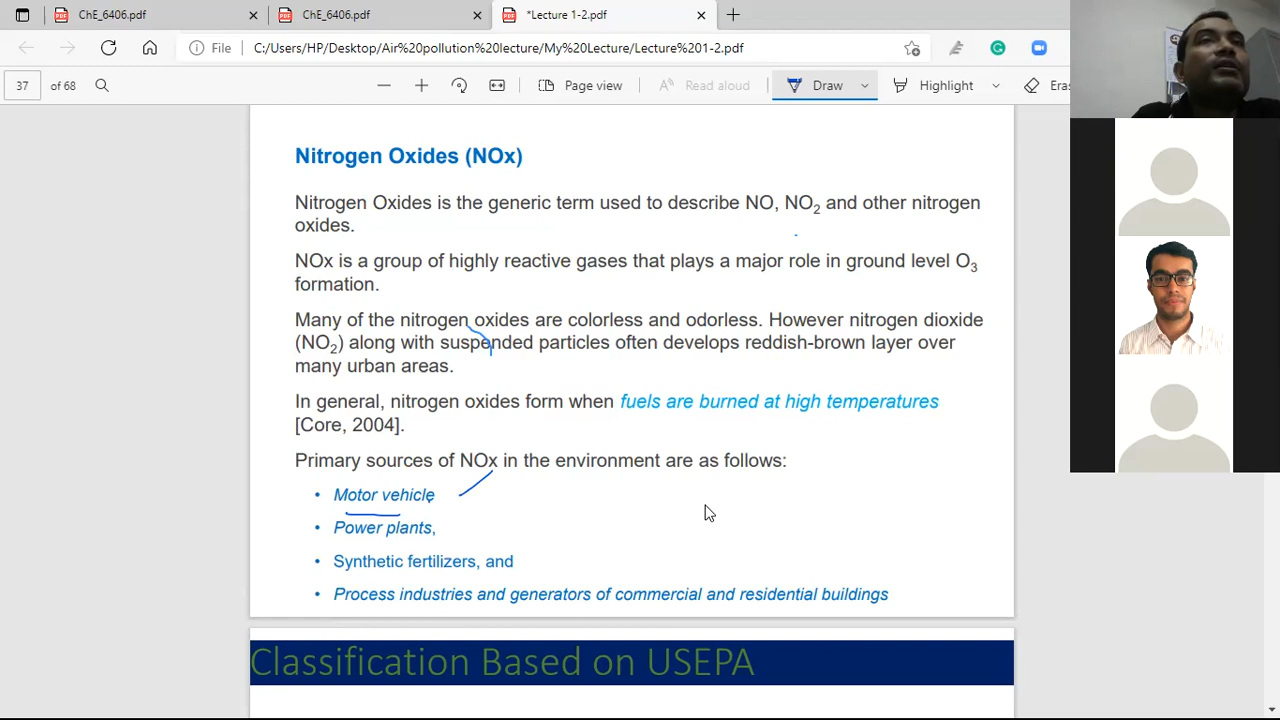 ChE_6406.pdf
ChE_6406.pdf
*Lecture 1-2.pdf
File
C:/Users/HP/Desktop/Air%20pollution%20lecture/My%20Lecture/Lecture%201-2.pdf
37 of 68
Page view
Read aloud
Draw
Highlight
Eras
Nitrogen Oxides (NOx)
Nitrogen Oxides is the generic term used to describe NO, NO2 and other nitrogen
oxides.
NOx is a group of highly reactive gases that plays a major role in ground level O3
formation.
Many of the nitrogen oxides are colorless and odorless. However nitrogen dioxide
(NO2) along with suspended particles often develops reddish-brown layer over
many urban areas.
In general, nitrogen oxides form when fuels are burned at high temperatures
[Core, 2004].
Primary sources of NOx in the environment are as follows:
• Motor vehicle,
• Power plants,
• Synthetic fertilizers, and
• Process industries and generators of commercial and residential buildings
Classification Based on USEPA